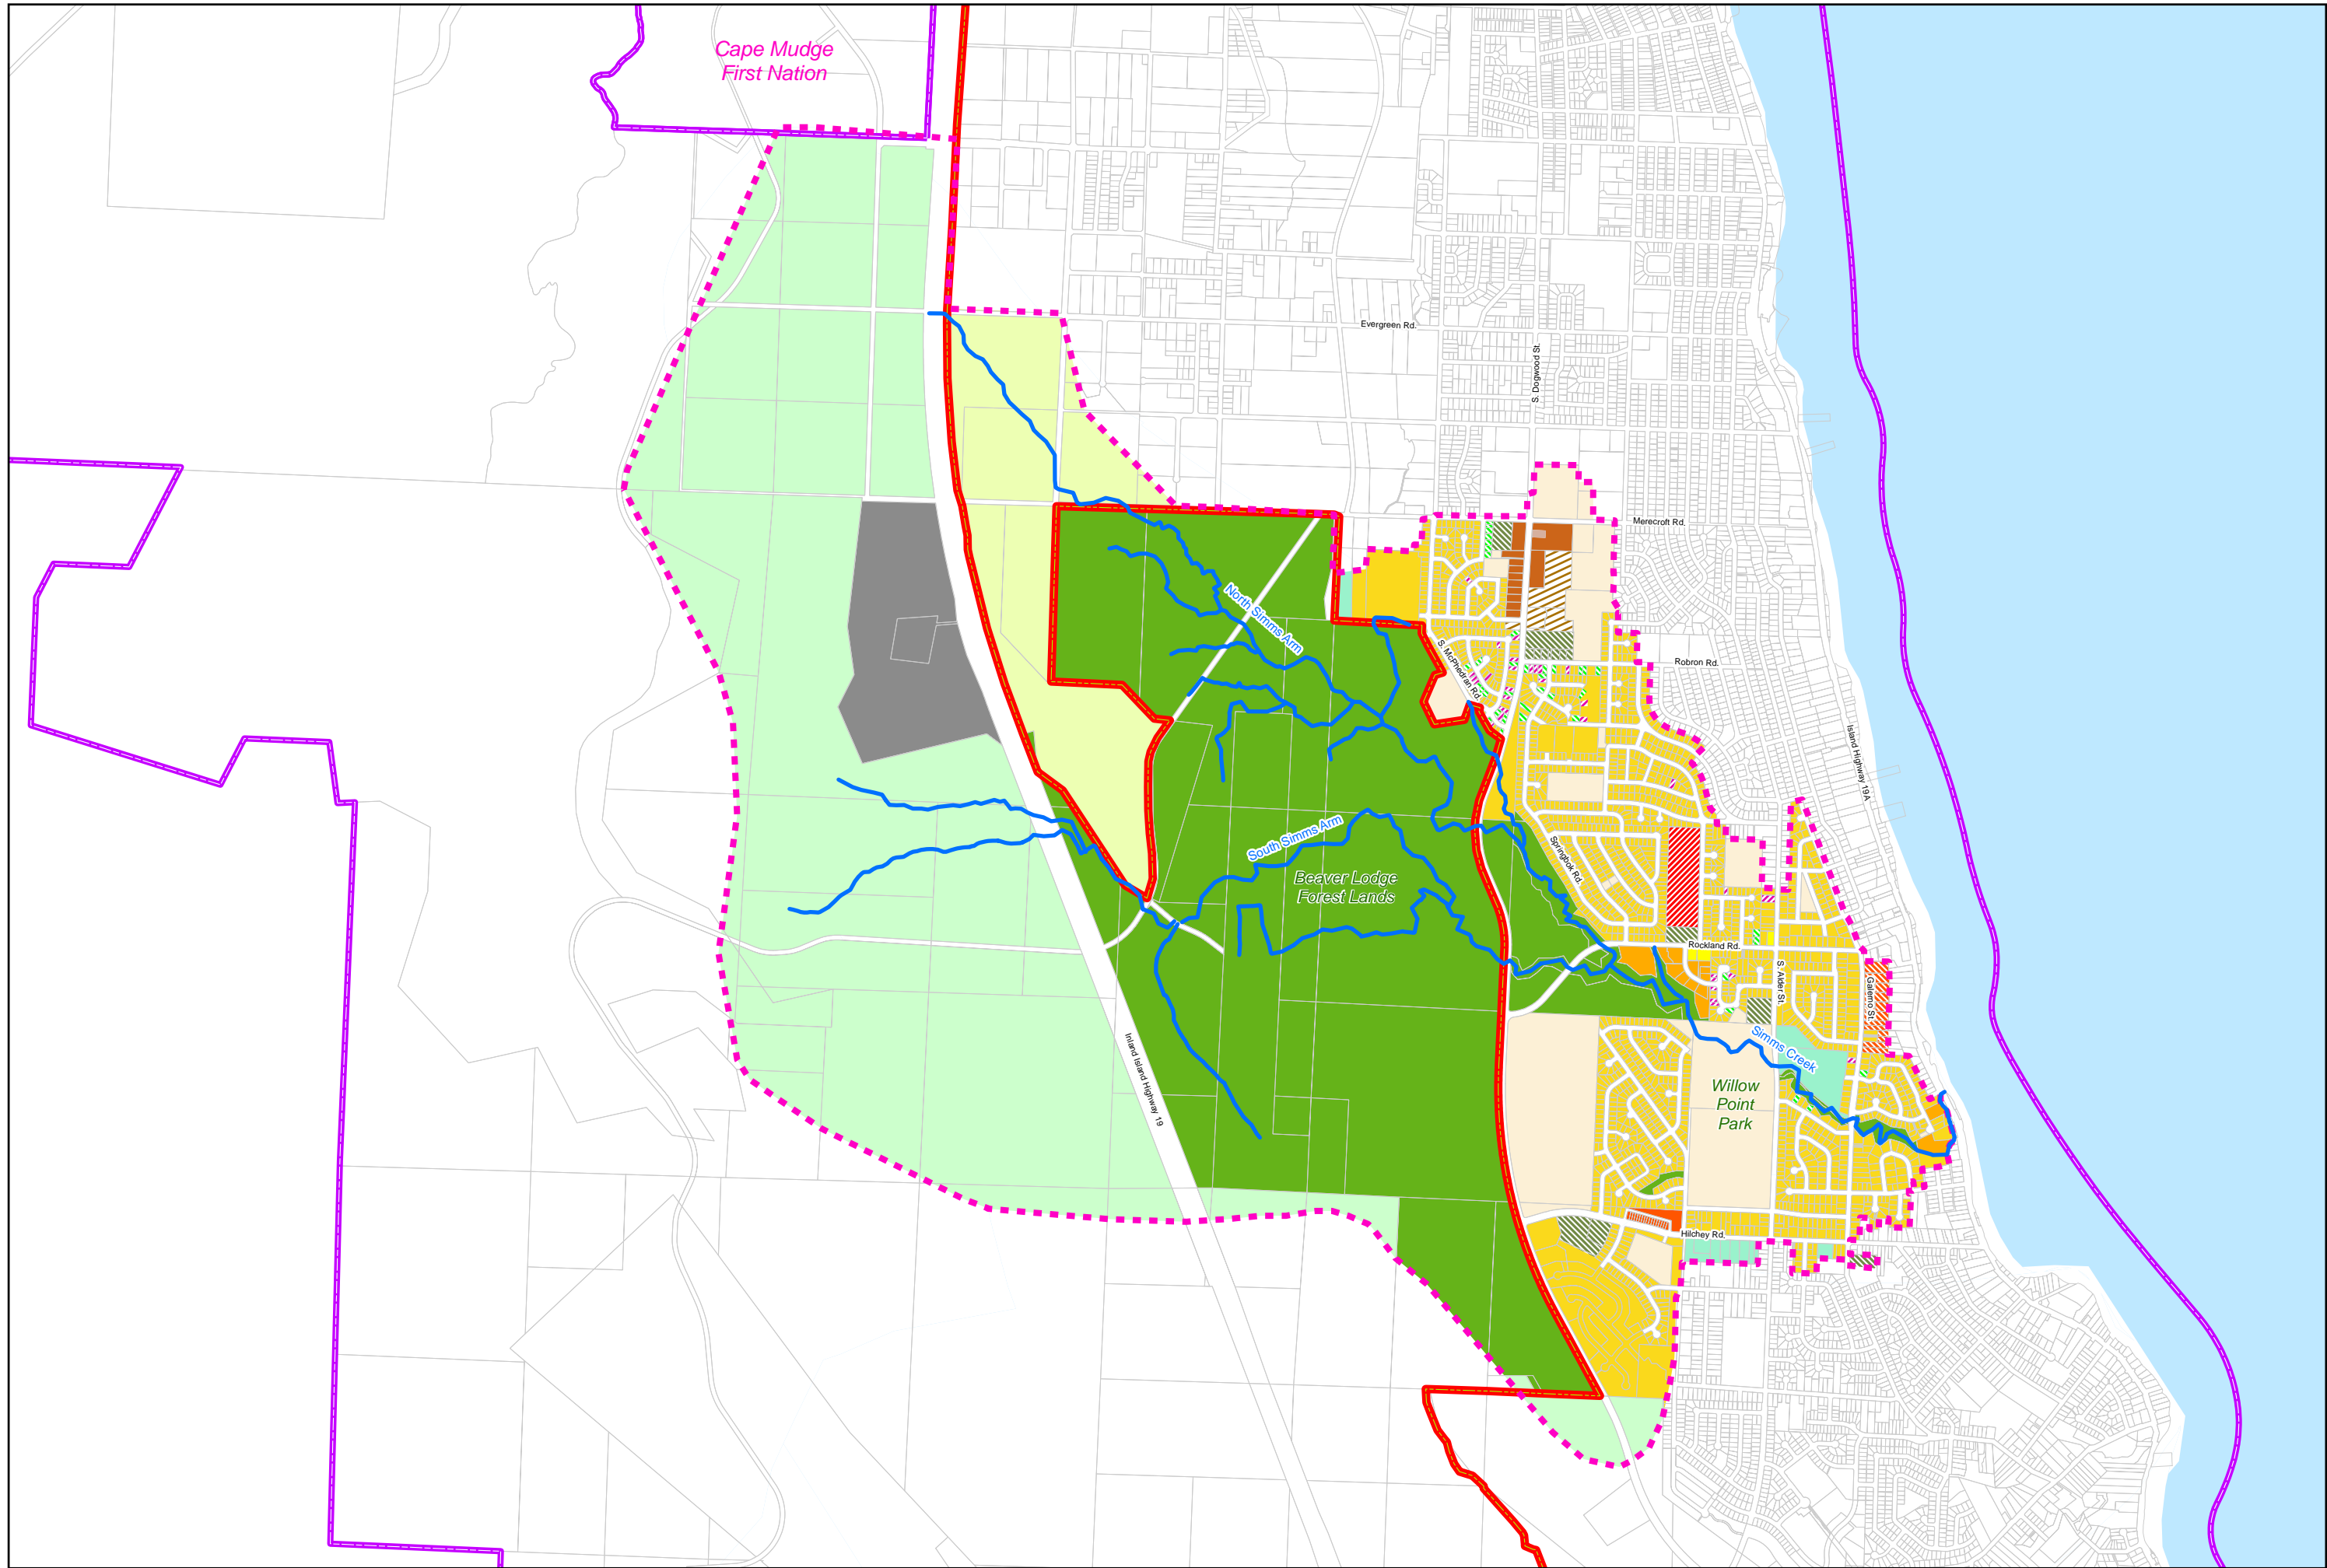 Cape Mudge
First Nation
Evergreen Rd.
S. Dogwood St.
Merecroft Rd.
North Simms Arm
S. McPhedran Rd.
Robron Rd.
Island Highway 19A
South Simms Arm
Springbok Rd.
Beaver Lodge
Forest Lands
Rockland Rd.
S. Alder St.
Galerno St.
Inland Island Highway 19
Simms Creek
Willow
Point
Park
Hilchey Rd.